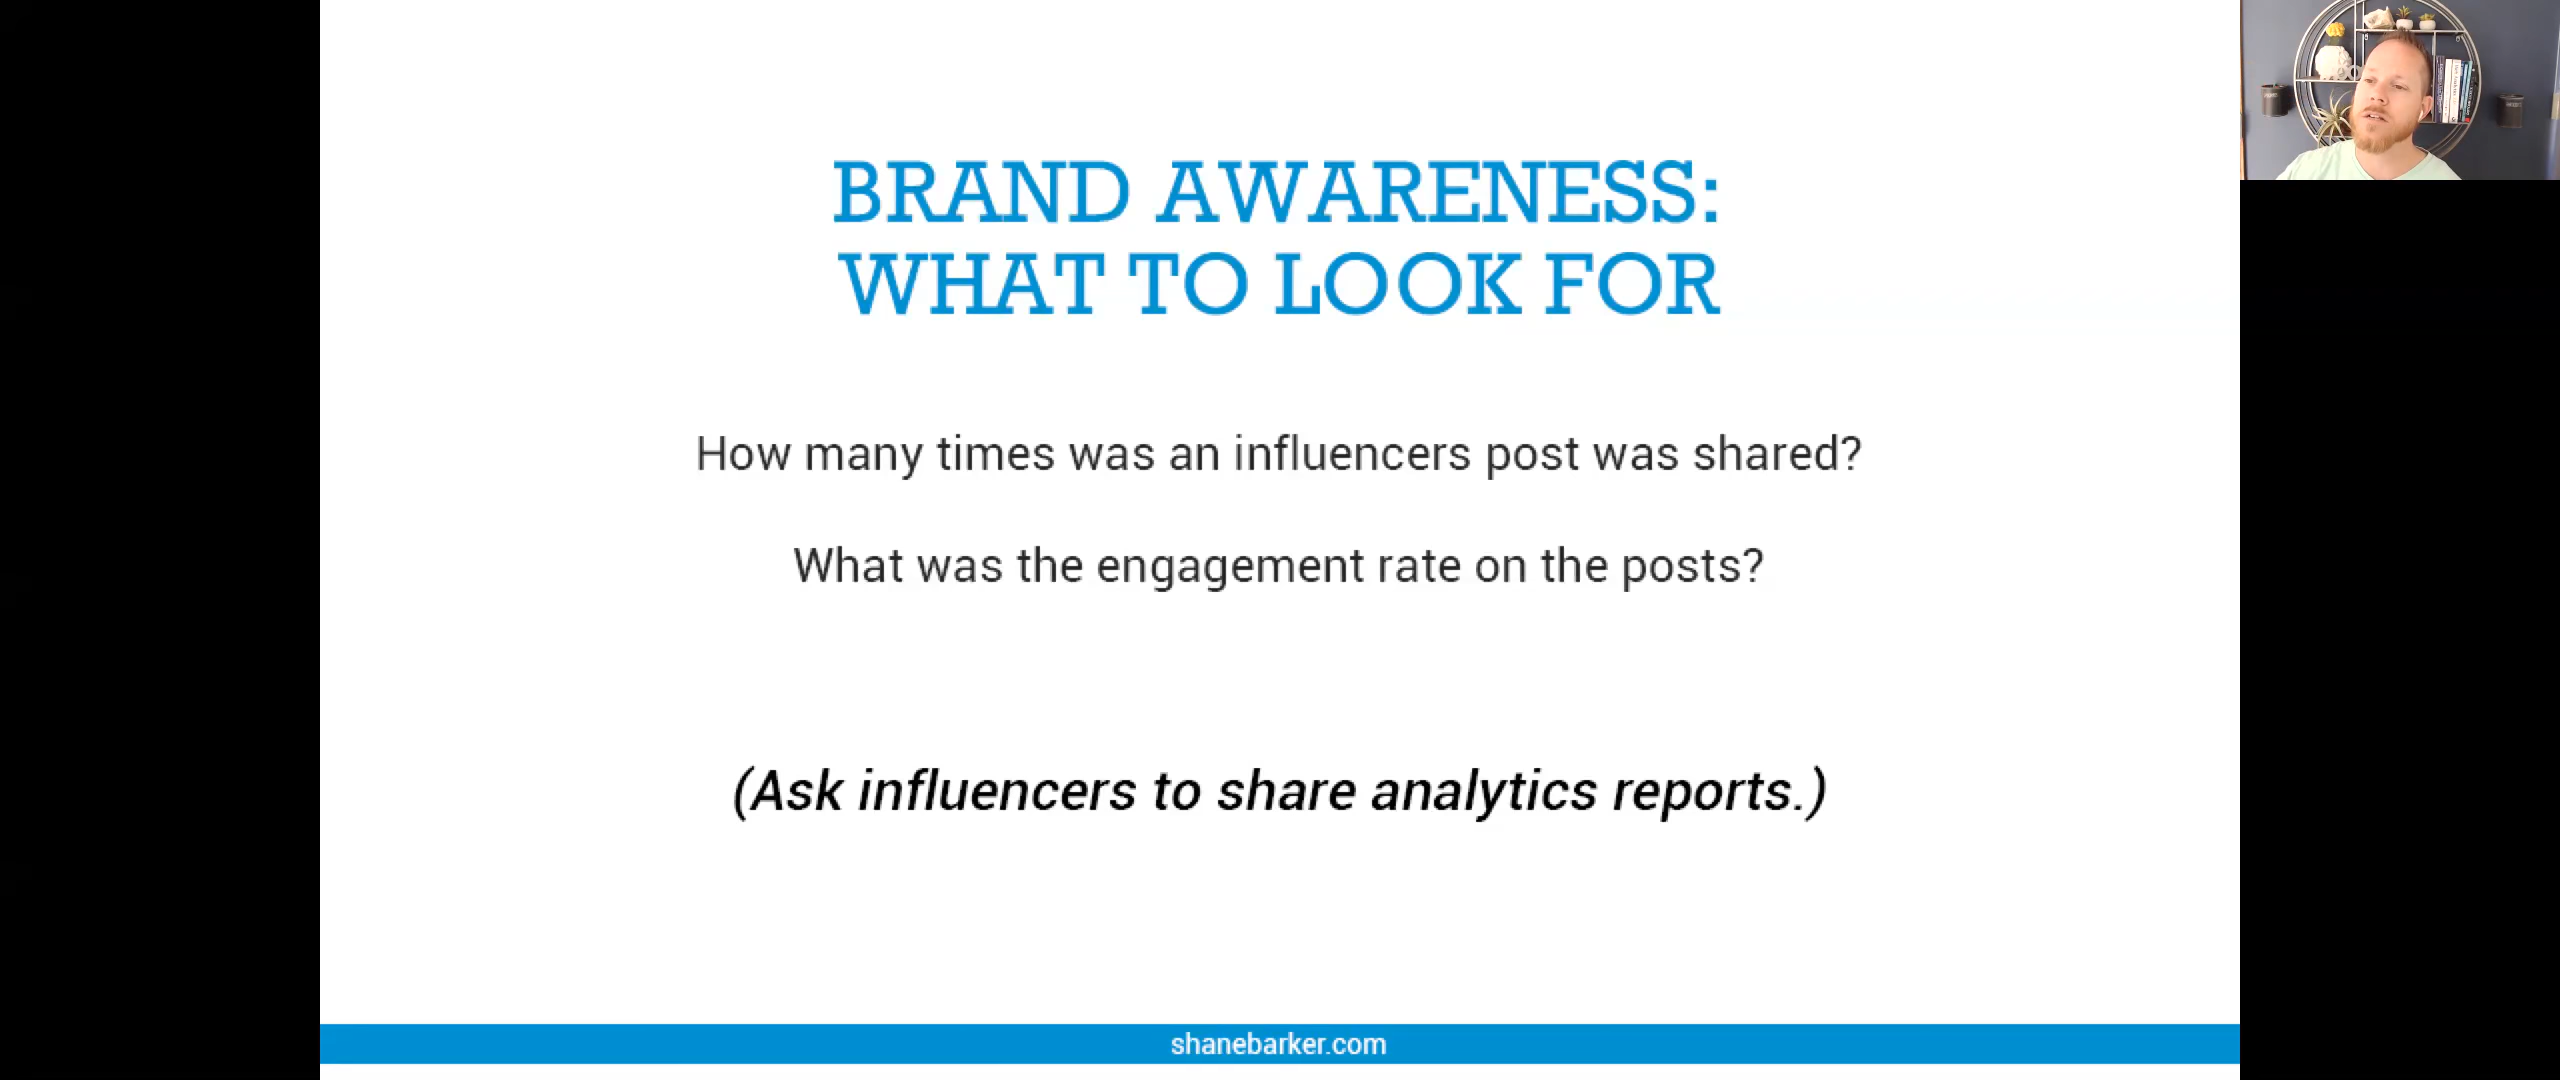 BRAND AWARENESS:
WHAT TO LOOK FOR
How many times was an influencers post was shared?
What was the engagement rate on the posts?
(Ask influencers to share analytics reports.)
shanebarker.com